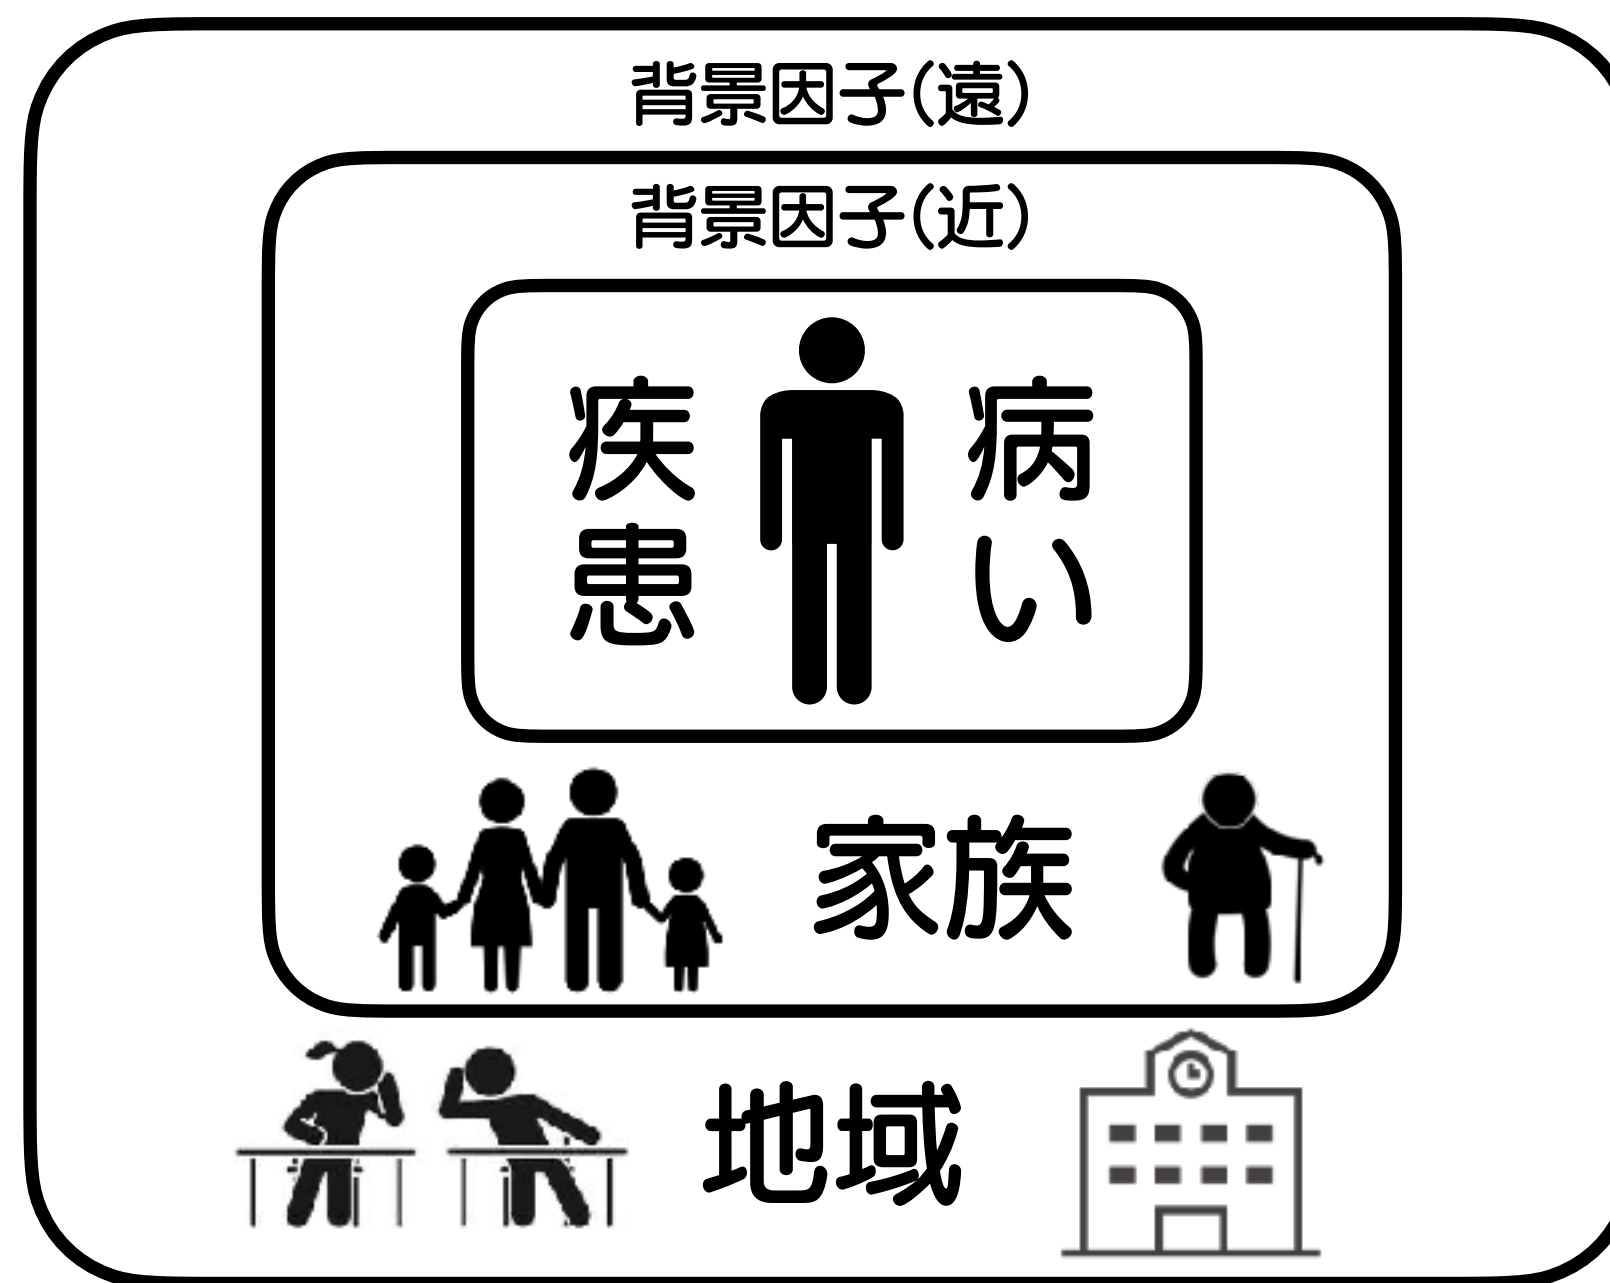 背景因子(遠)
背景因子(近)
疾患
病い
家族
地域